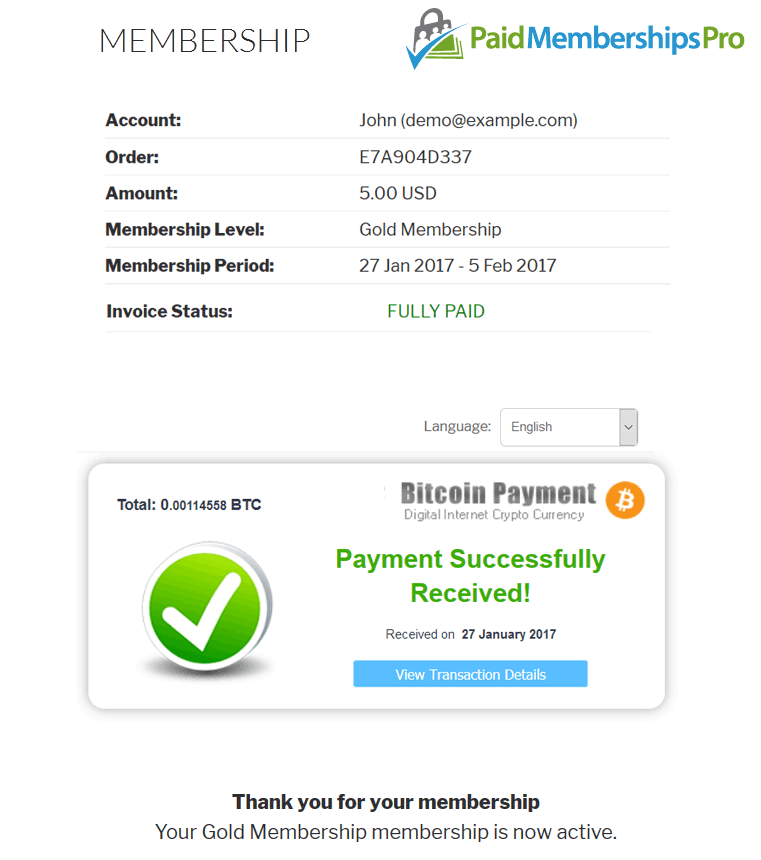 MEMBERSHIP
PaidMembershipsPro
Account: John (demo@example.com)
Order: E7A904D337
Amount: 5.00 USD
Membership Level: Gold Membership
Membership Period: 27 Jan 2017 - 5 Feb 2017
Invoice Status: FULLY PAID
Language: English
Total: 0.00114558 BTC
Bitcoin Payment
Digital Internet Crypto Currency
Payment Successfully
Received!
Received on 27 January 2017
View Transaction Details
Thank you for your membership
Your Gold Membership membership is now active.